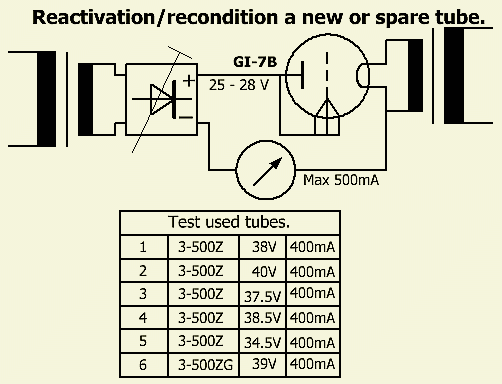 Reactivation/recondition a new or spare tube.
GI-7B
+
25 - 28 V
−
Max 500mA
Test used tubes.
1 3-500Z 38V 400mA
2 3-500Z 40V 400mA
3 3-500Z 37.5V 400mA
4 3-500Z 38.5V 400mA
5 3-500Z 34.5V 400mA
6 3-500ZG 39V 400mA